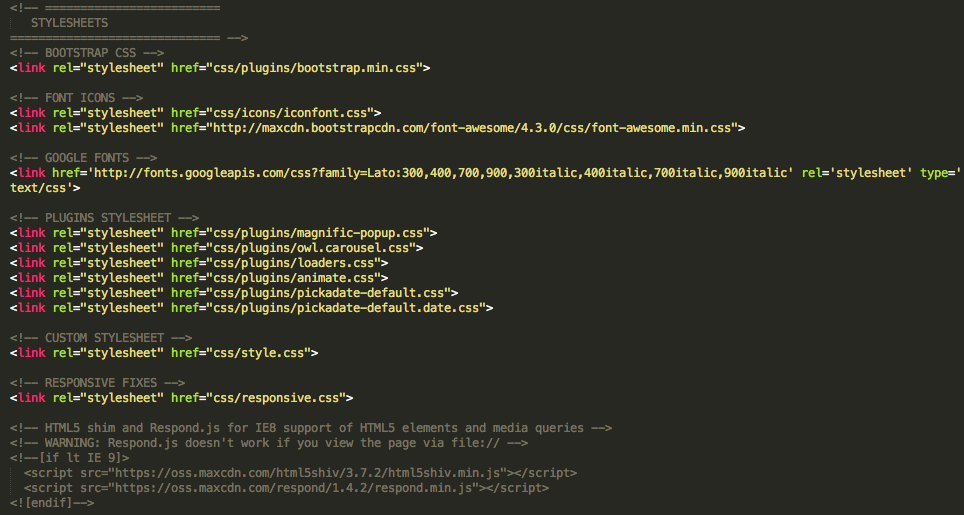 <!-- =========================
   STYLESHEETS
============================== -->
<!-- BOOTSTRAP CSS -->
<link rel="stylesheet" href="css/plugins/bootstrap.min.css">
<!-- FONT ICONS -->
<link rel="stylesheet" href="css/icons/iconfont.css">
<link rel="stylesheet" href="http://maxcdn.bootstrapcdn.com/font-awesome/4.3.0/css/font-awesome.min.css">
<!-- GOOGLE FONTS -->
<link href='http://fonts.googleapis.com/css?family=Lato:300,400,700,900,300italic,400italic,700italic,900italic' rel='stylesheet' type='
text/css'>
<!-- PLUGINS STYLESHEET -->
<link rel="stylesheet" href="css/plugins/magnific-popup.css">
<link rel="stylesheet" href="css/plugins/owl.carousel.css">
<link rel="stylesheet" href="css/plugins/loaders.css">
<link rel="stylesheet" href="css/plugins/animate.css">
<link rel="stylesheet" href="css/plugins/pickadate-default.css">
<link rel="stylesheet" href="css/plugins/pickadate-default.date.css">
<!-- CUSTOM STYLESHEET -->
<link rel="stylesheet" href="css/style.css">
<!-- RESPONSIVE FIXES -->
<link rel="stylesheet" href="css/responsive.css">
<!-- HTML5 shim and Respond.js for IE8 support of HTML5 elements and media queries -->
<!-- WARNING: Respond.js doesn't work if you view the page via file:// -->
<!--[if lt IE 9]>
  <script src="https://oss.maxcdn.com/html5shiv/3.7.2/html5shiv.min.js"></script>
  <script src="https://oss.maxcdn.com/respond/1.4.2/respond.min.js"></script>
<![endif]-->